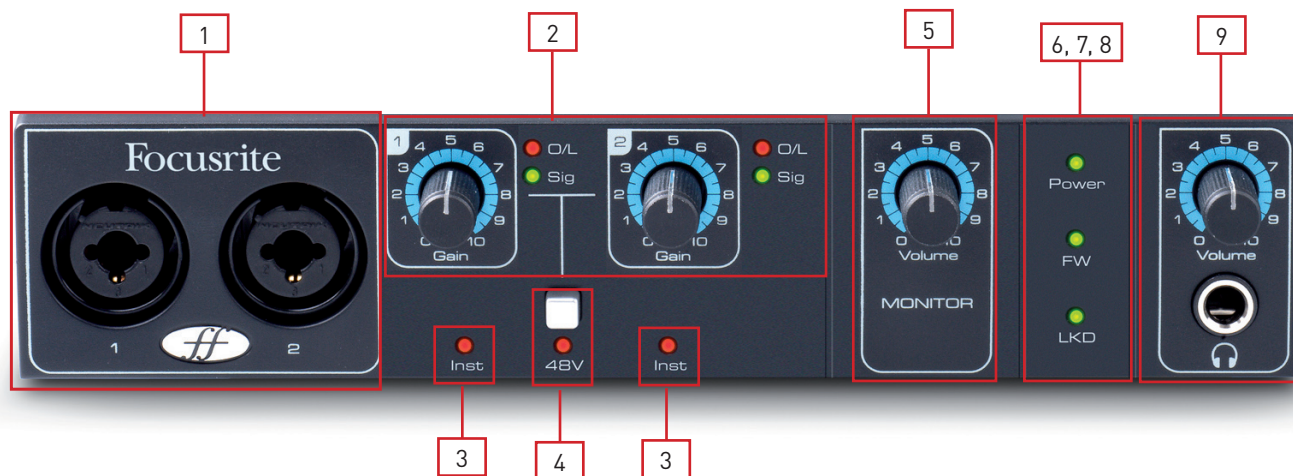 1
2
5
6, 7, 8
9
Focusrite
1
2
ff
1
0 1 2 3 4 5 6 7 8 9 10
Gain
O/L
Sig
2
0 1 2 3 4 5 6 7 8 9 10
Gain
O/L
Sig
Inst
48V
Inst
0 1 2 3 4 5 6 7 8 9 10
Volume
MONITOR
Power
FW
LKD
0 1 2 3 4 5 6 7 8 9 10
Volume
3
4
3